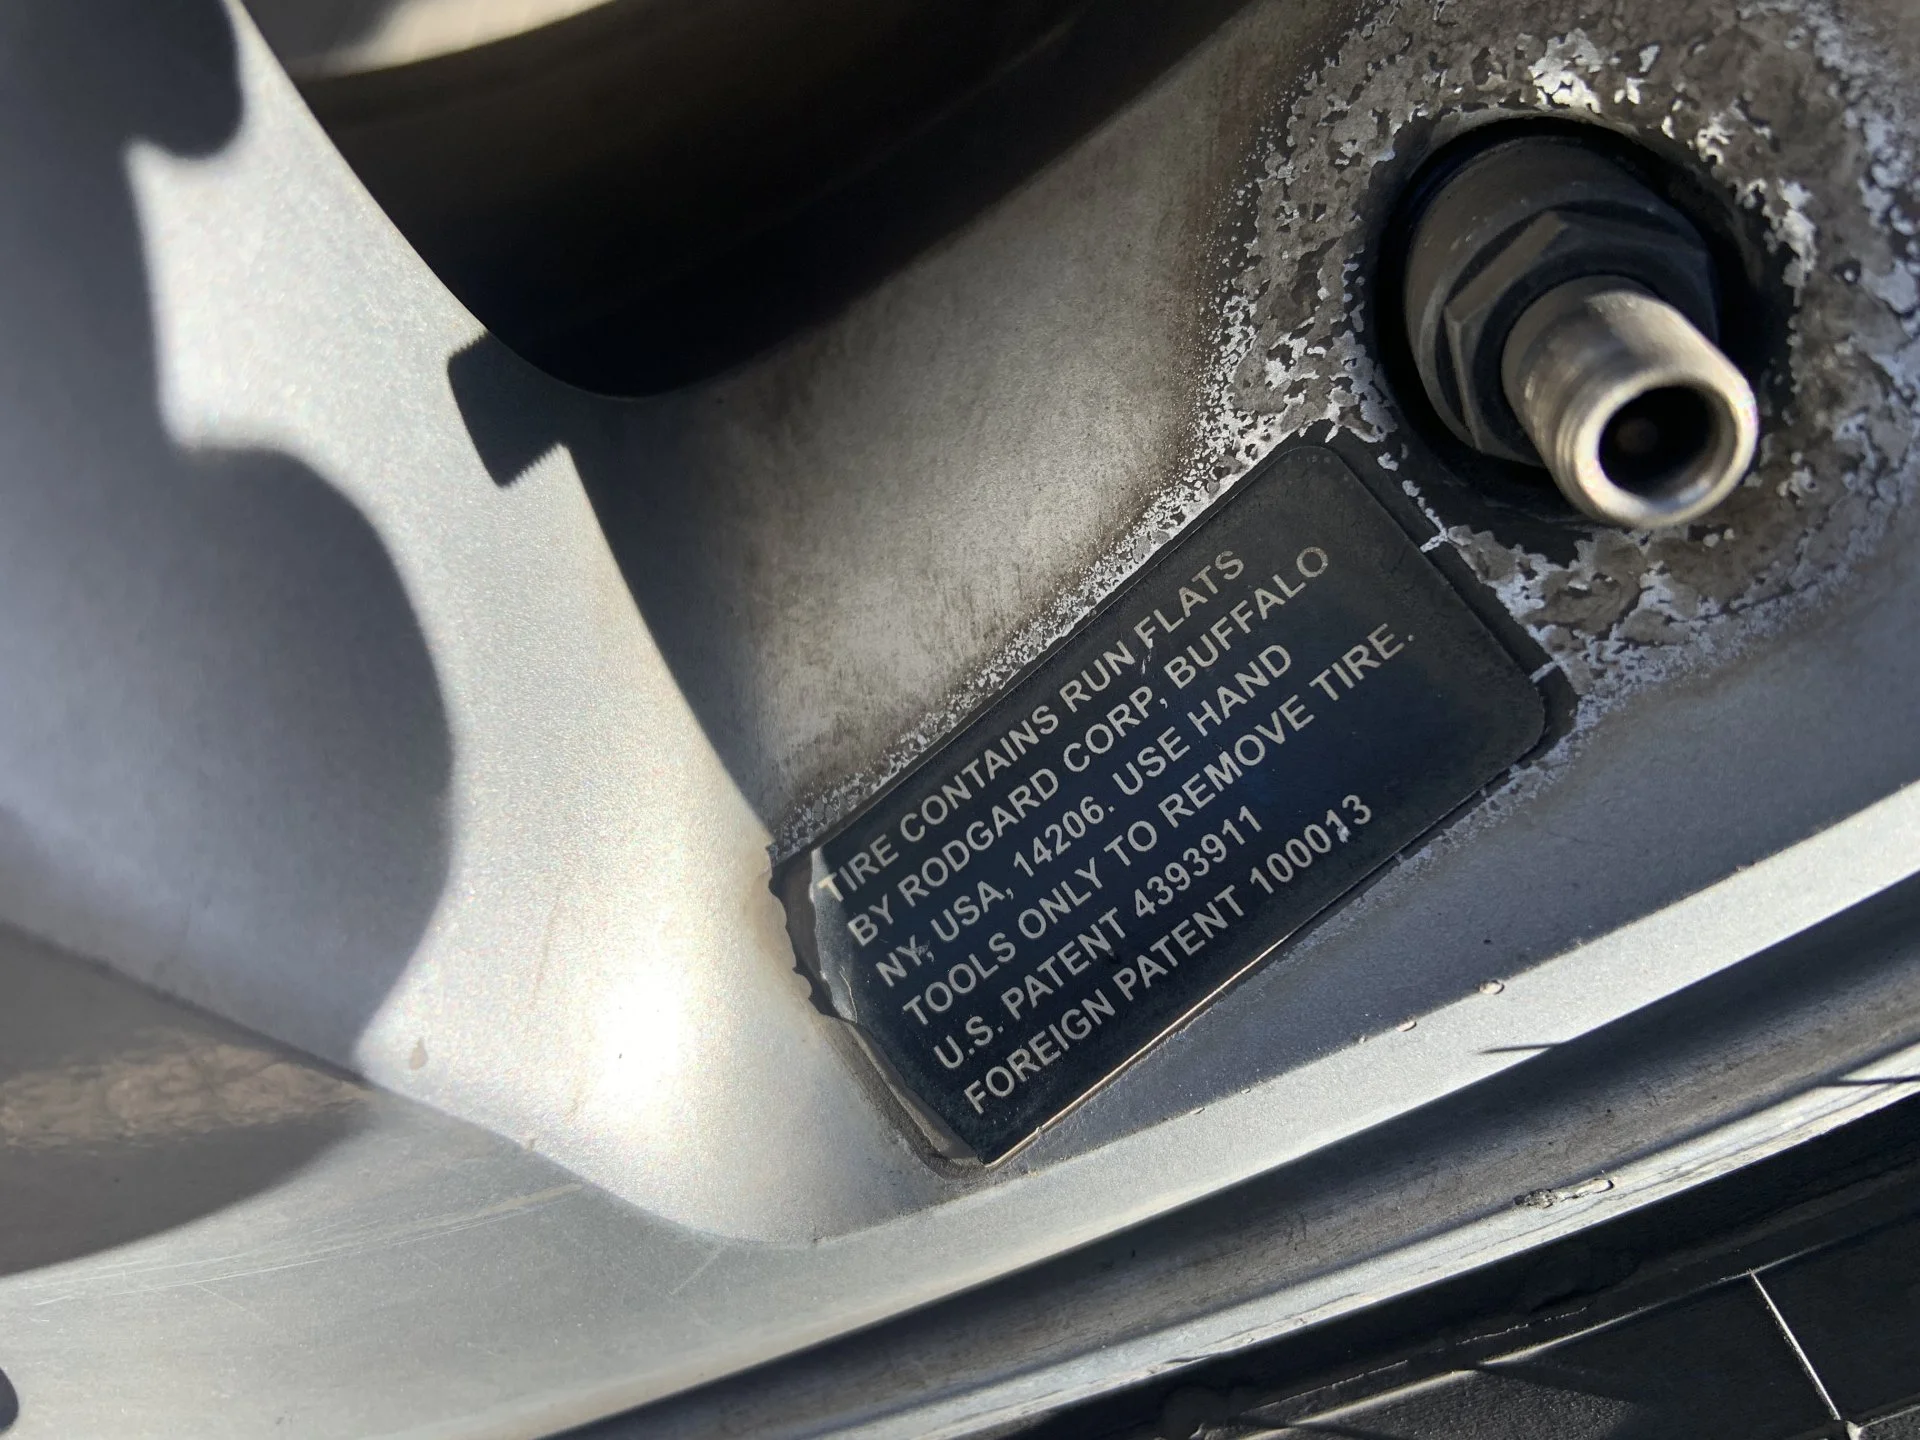 TIRE CONTAINS RUN FLATS
BY RODGARD CORP, BUFFALO
NY, USA, 14206. USE HAND
TOOLS ONLY TO REMOVE TIRE.
U.S. PATENT 4393911
FOREIGN PATENT 100013